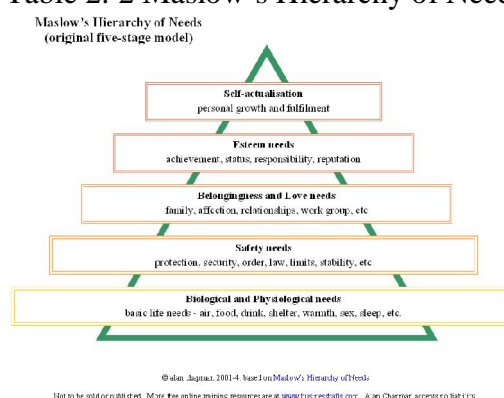 Table 2. 2 Maslow's Hierarchy of Need
Maslow's Hierarchy of Needs
(original five-stage model)
Self-actualisation
personal growth and fulfilment
Esteem needs
achievement, status, responsibility, reputation
Belongingness and Love needs
family, affection, relationships, work group, etc
Safety needs
protection, security, order, law, limits, stability, etc
Biological and Physiological needs
basic life needs - air, food, drink, shelter, warmth, sex, sleep, etc.
© alan chapman 2001-4, based on Maslow's Hierarchy of Needs
Not to be sold or published. More free online training resources are at www.businessballs.com. Alan Chapman accepts no liability.